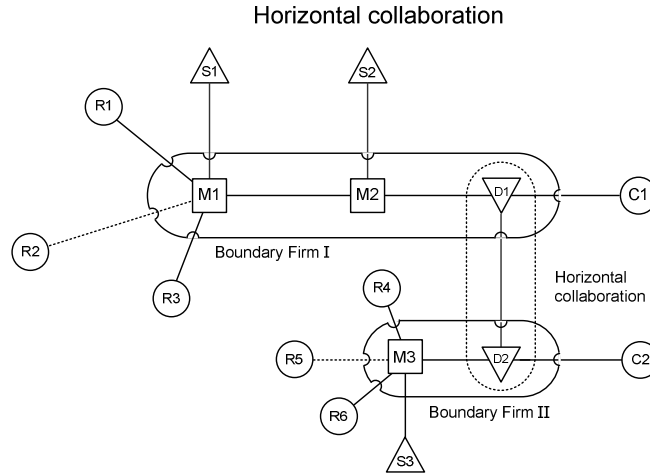 Horizontal collaboration
S1
S2
R1
M1
M2
D1
C1
R2
Boundary Firm I
R3
R4
Horizontal
collaboration
R5
M3
D2
C2
R6
Boundary Firm II
S3